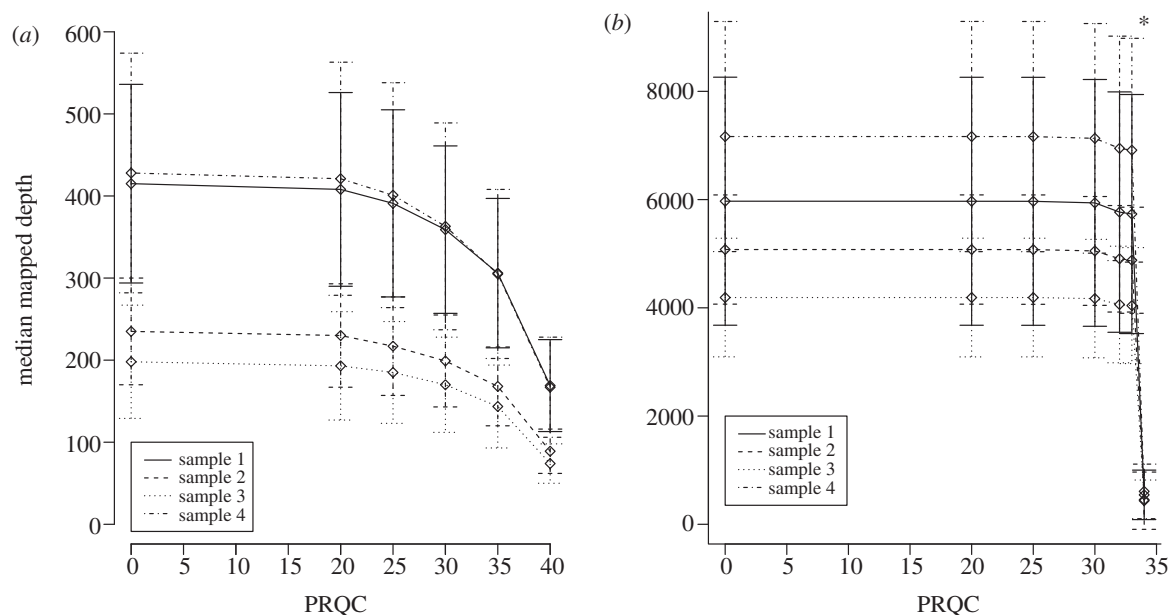 (a)
600
500
400
300
200
100
0
median mapped depth
sample 1
sample 2
sample 3
sample 4
0 5 10 15 20 25 30 35 40
PRQC
(b)
*
8000
6000
4000
2000
0
sample 1
sample 2
sample 3
sample 4
0 5 10 15 20 25 30 35
PRQC